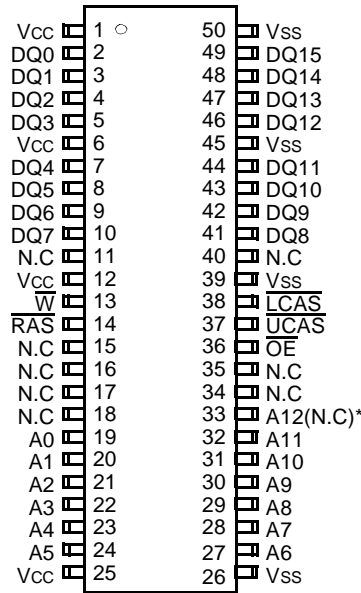 Vcc 1 50 Vss
DQ0 2 49 DQ15
DQ1 3 48 DQ14
DQ2 4 47 DQ13
DQ3 5 46 DQ12
Vcc 6 45 Vss
DQ4 7 44 DQ11
DQ5 8 43 DQ10
DQ6 9 42 DQ9
DQ7 10 41 DQ8
N.C 11 40 N.C
Vcc 12 39 Vss
W̅ 13 38 L̅C̅A̅S̅
R̅A̅S̅ 14 37 U̅C̅A̅S̅
N.C 15 36 O̅E̅
N.C 16 35 N.C
N.C 17 34 N.C
N.C 18 33 A12(N.C)*
A0 19 32 A11
A1 20 31 A10
A2 21 30 A9
A3 22 29 A8
A4 23 28 A7
A5 24 27 A6
Vcc 25 26 Vss